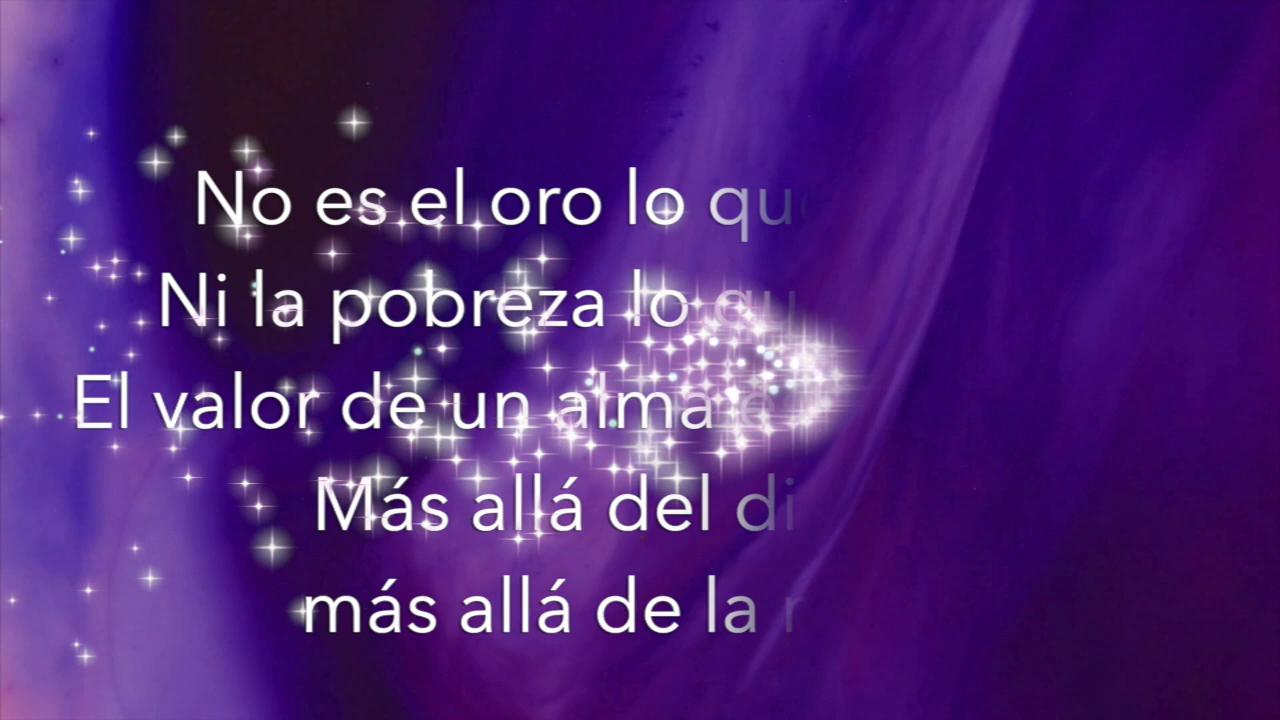 No es el oro lo que
Ni la pobreza lo qu
El valor de un alma e
Más allá del di
más allá de la